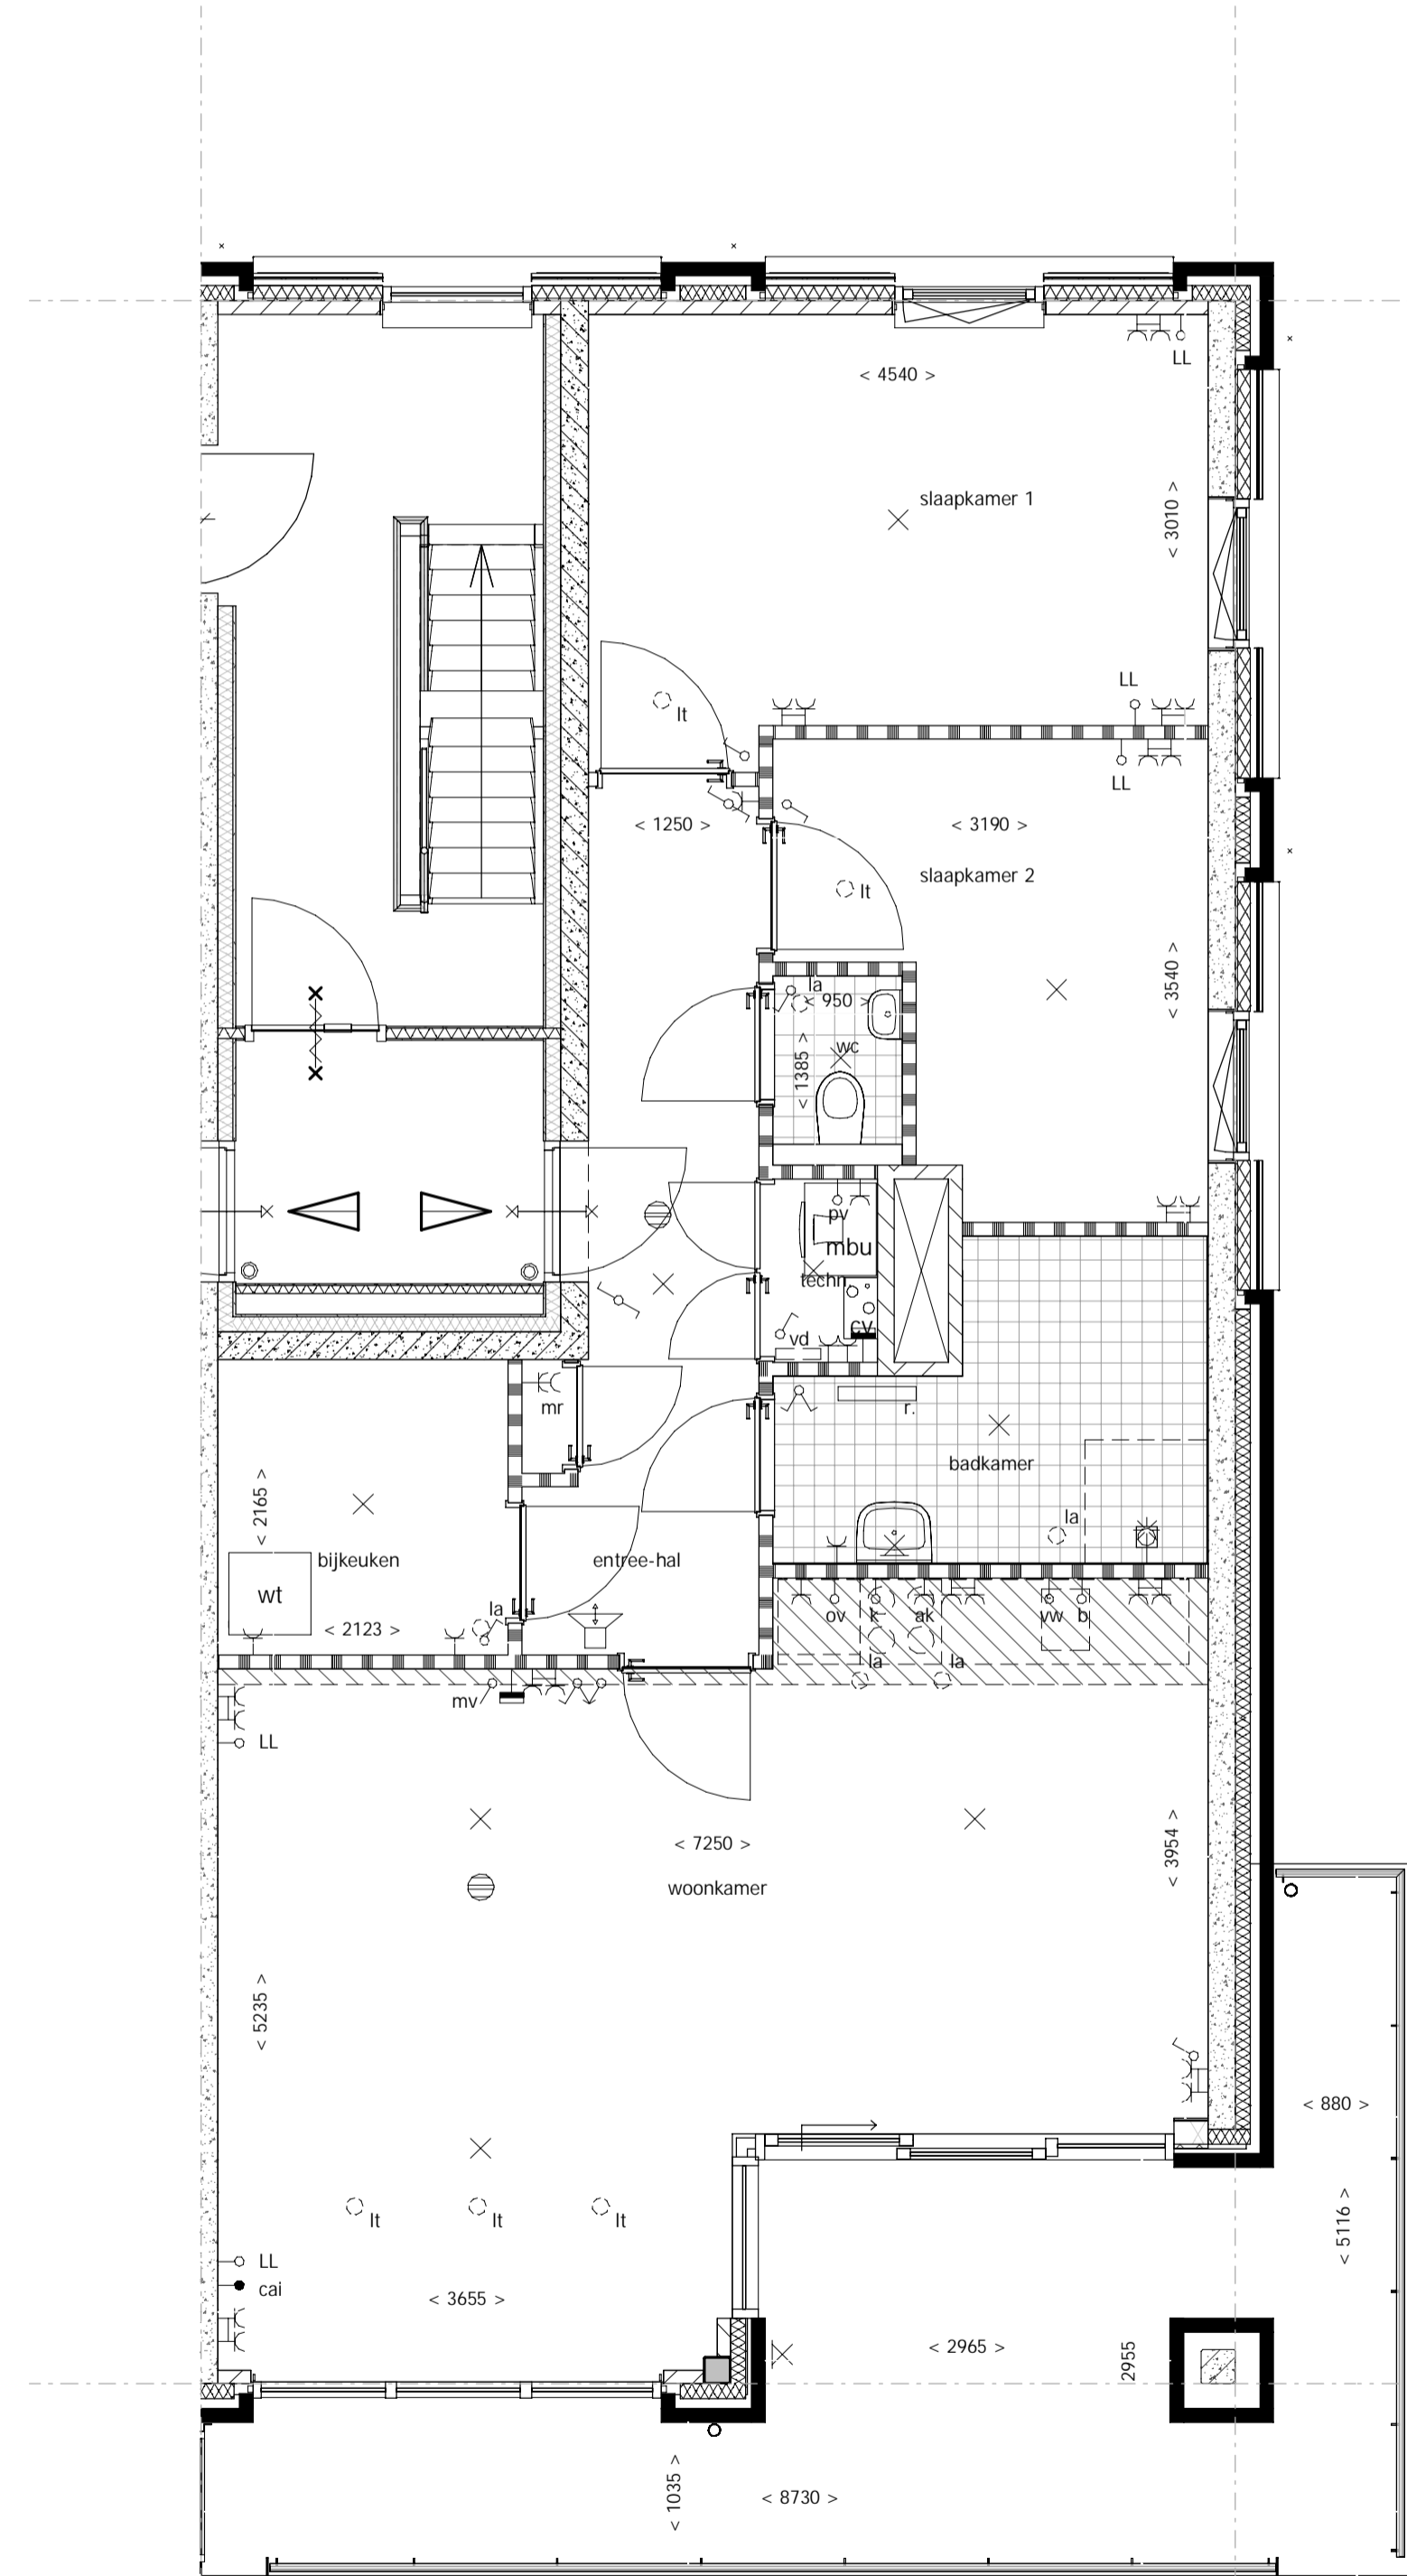 < 4540 >
LL
slaapkamer 1
< 3010 >
LL
lt
LL
< 1250 >
< 3190 >
slaapkamer 2
lt
< 3540 >
la
< 950 >
wc
< 1385 >
pv
mbu
techn.
cv
vd
mr
r.
badkamer
< 2165 >
la
bijkeuken
entree-hal
wt
la
< 2123 >
ov
k
ak
vw
b
la
la
mv
LL
< 7250 >
< 3954 >
woonkamer
< 5235 >
< 880 >
< 5116 >
lt
lt
lt
LL
cai
< 3655 >
< 2965 >
2955
< 1035 >
< 8730 >